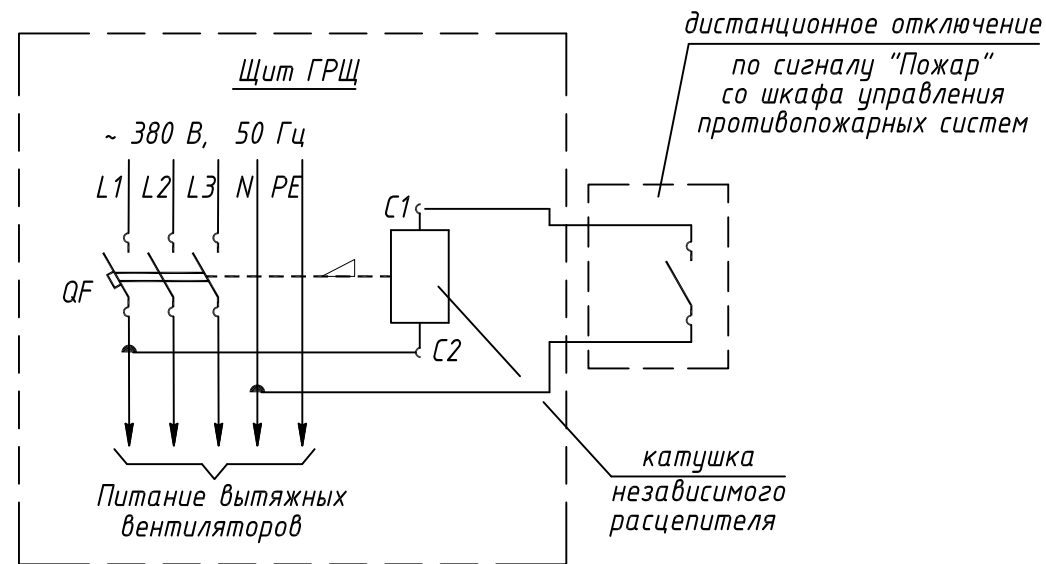 дистанционное отключение
по сигналу "Пожар"
со шкафа управления
противопожарных систем
Щит ГРЩ
~ 380 В, 50 Гц
L1 L2 L3 N PE
C1
QF
C2
катушка
независимого
расцепителя
Питание вытяжных
вентиляторов